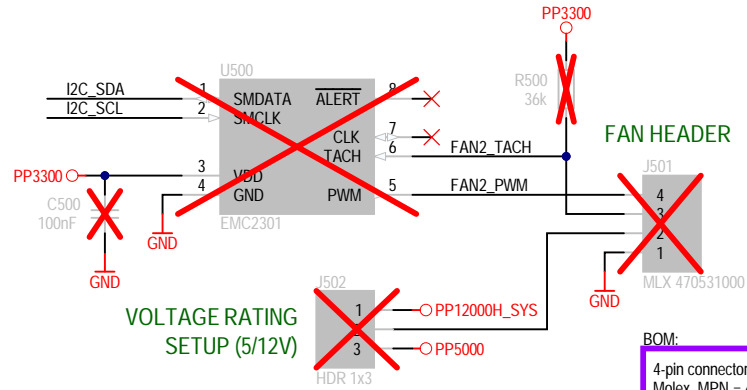 PP3300
U500
R500
36k
I2C_SDA
I2C_SCL
1
2
3
4
SMDATA
SMCLK
VDD
GND
ALERT
CLK
TACH
PWM
8
7
6
5
EMC2301
FAN2_TACH
FAN2_PWM
FAN HEADER
J501
4
3
2
1
MLX 470531000
GND
PP3300
C500
100nF
GND
GND
VOLTAGE RATING
SETUP (5/12V)
J502
1
3
HDR 1x3
PP12000H_SYS
PP5000
BOM:
4-pin connector